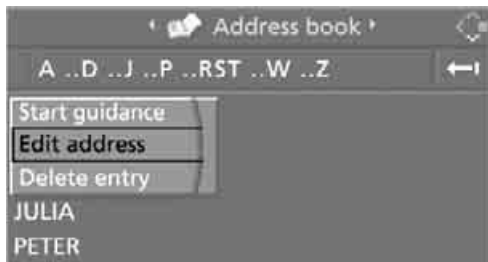 Address book
A ..D ..J ..P ..RST ..W ..Z
Start guidance
Edit address
Delete entry
JULIA
PETER